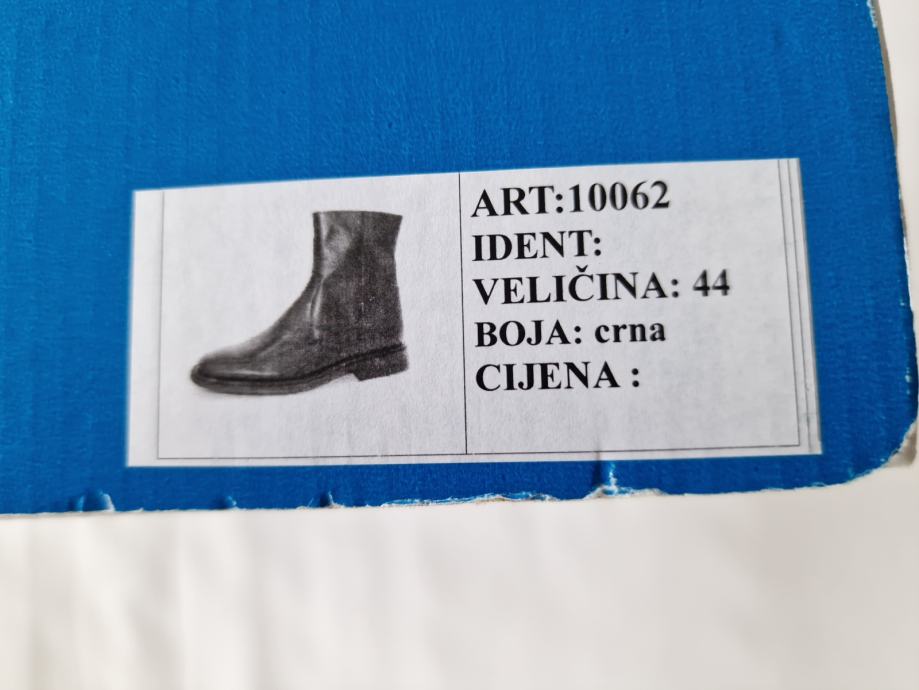 ART:10062
IDENT:
VELIČINA: 44
BOJA: crna
CIJENA :